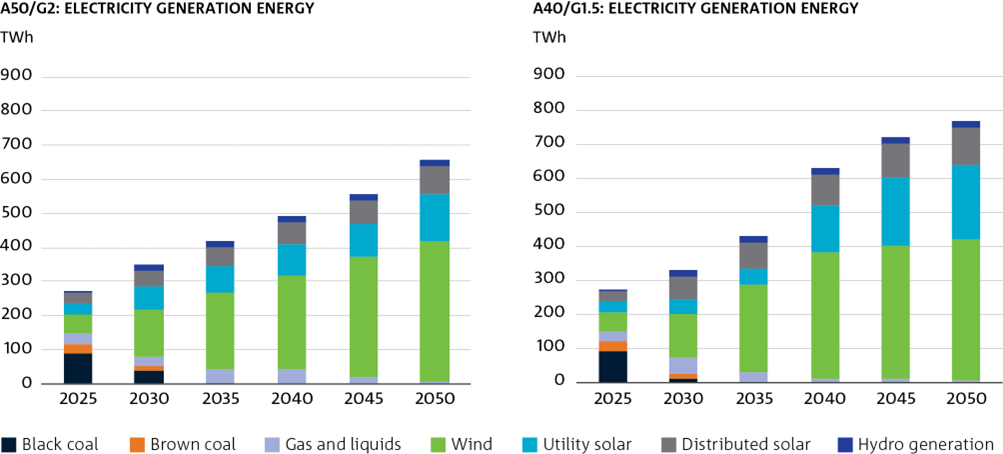 A50/G2: ELECTRICITY GENERATION ENERGY
TWh
900
800
700
600
500
400
300
200
100
0
2025 2030 2035 2040 2045 2050
A40/G1.5: ELECTRICITY GENERATION ENERGY
TWh
900
800
700
600
500
400
300
200
100
0
2025 2030 2035 2040 2045 2050
Black coal Brown coal Gas and liquids Wind Utility solar Distributed solar Hydro generation